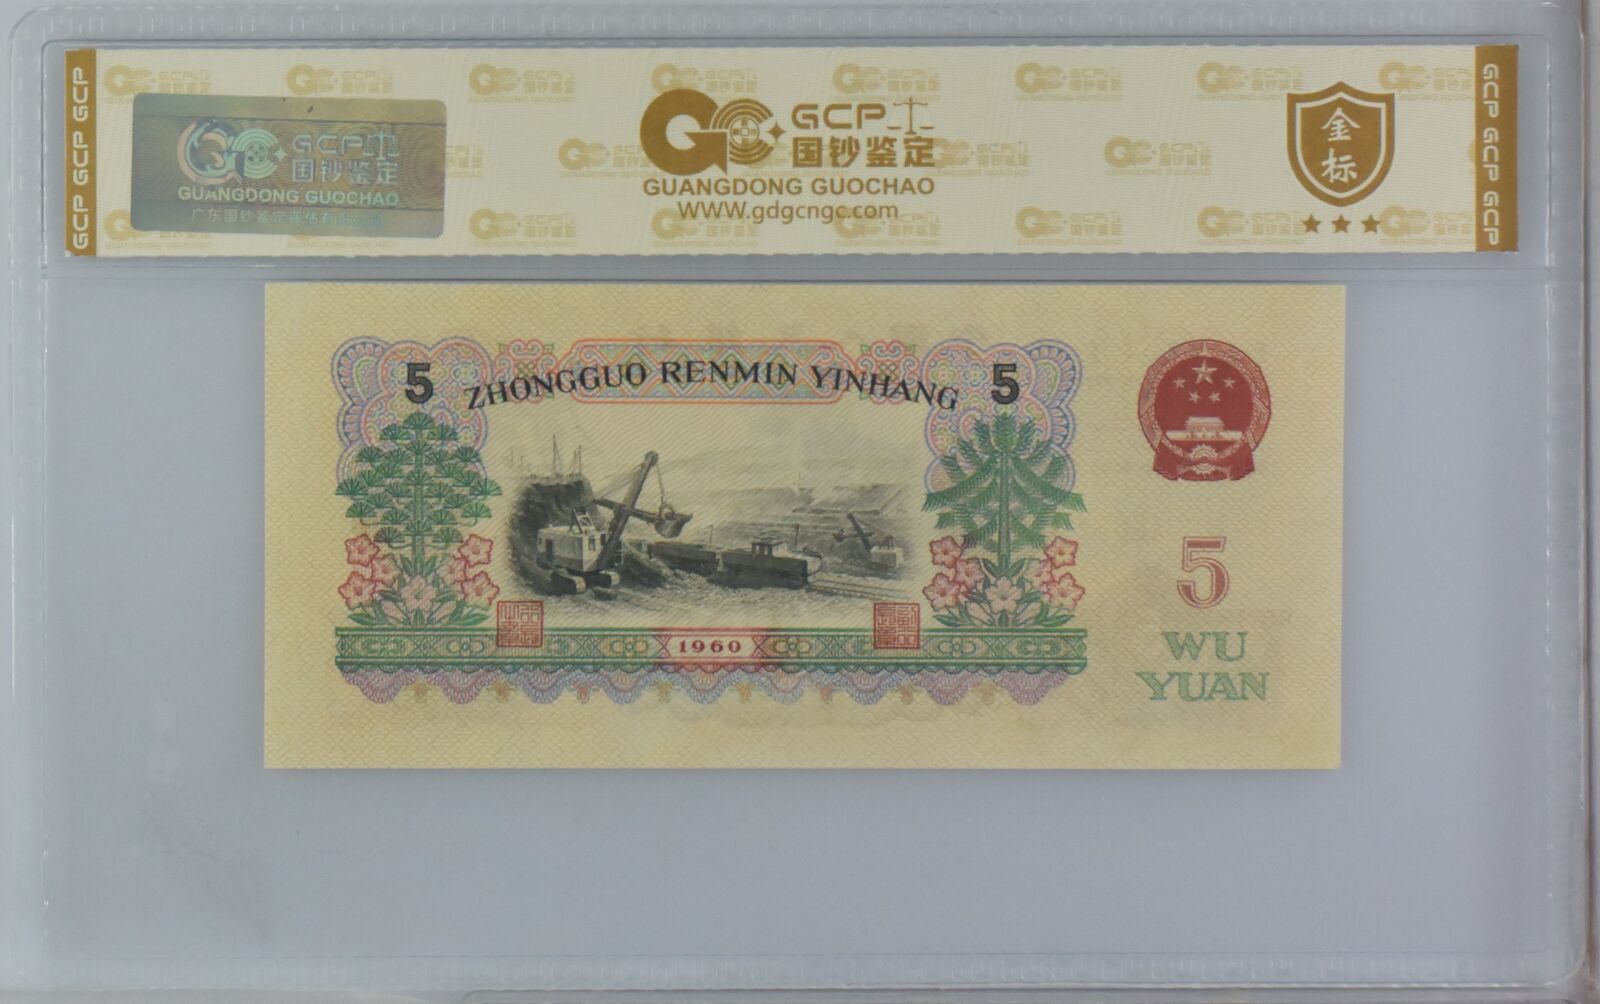 GCP GCP GCP
GCP
国钞鉴定
GUANGDONG GUOCHAO
GCP
国钞鉴定
GUANGDONG GUOCHAO
WWW.gdgcngc.com
金
标
GCP GCP GCP
5 ZHONGGUO RENMIN YINHANG 5
1960
5
WU
YUAN